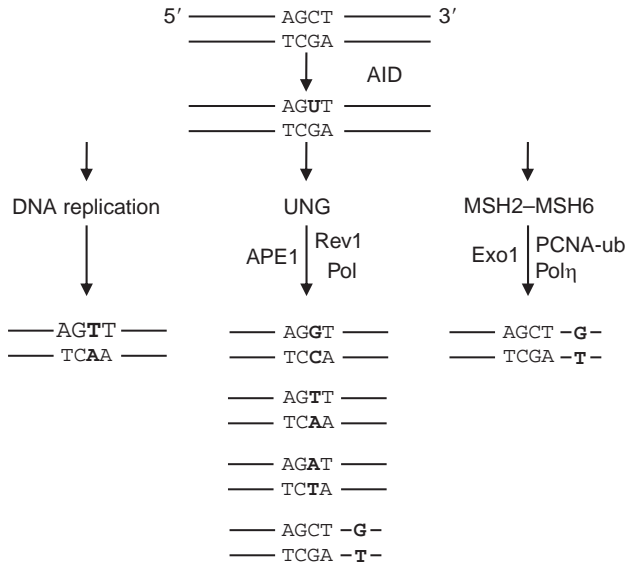 5′ AGCT 3′
TCGA
AID
AGUT
TCGA
DNA replication
AGTT
TCAA
UNG
APE1 Rev1
Pol
AGGT
TCCA
AGTT
TCAA
AGAT
TCTA
AGCT G
TCGA T
MSH2–MSH6
Exo1 PCNA-ub
Polη
AGCT G
TCGA T